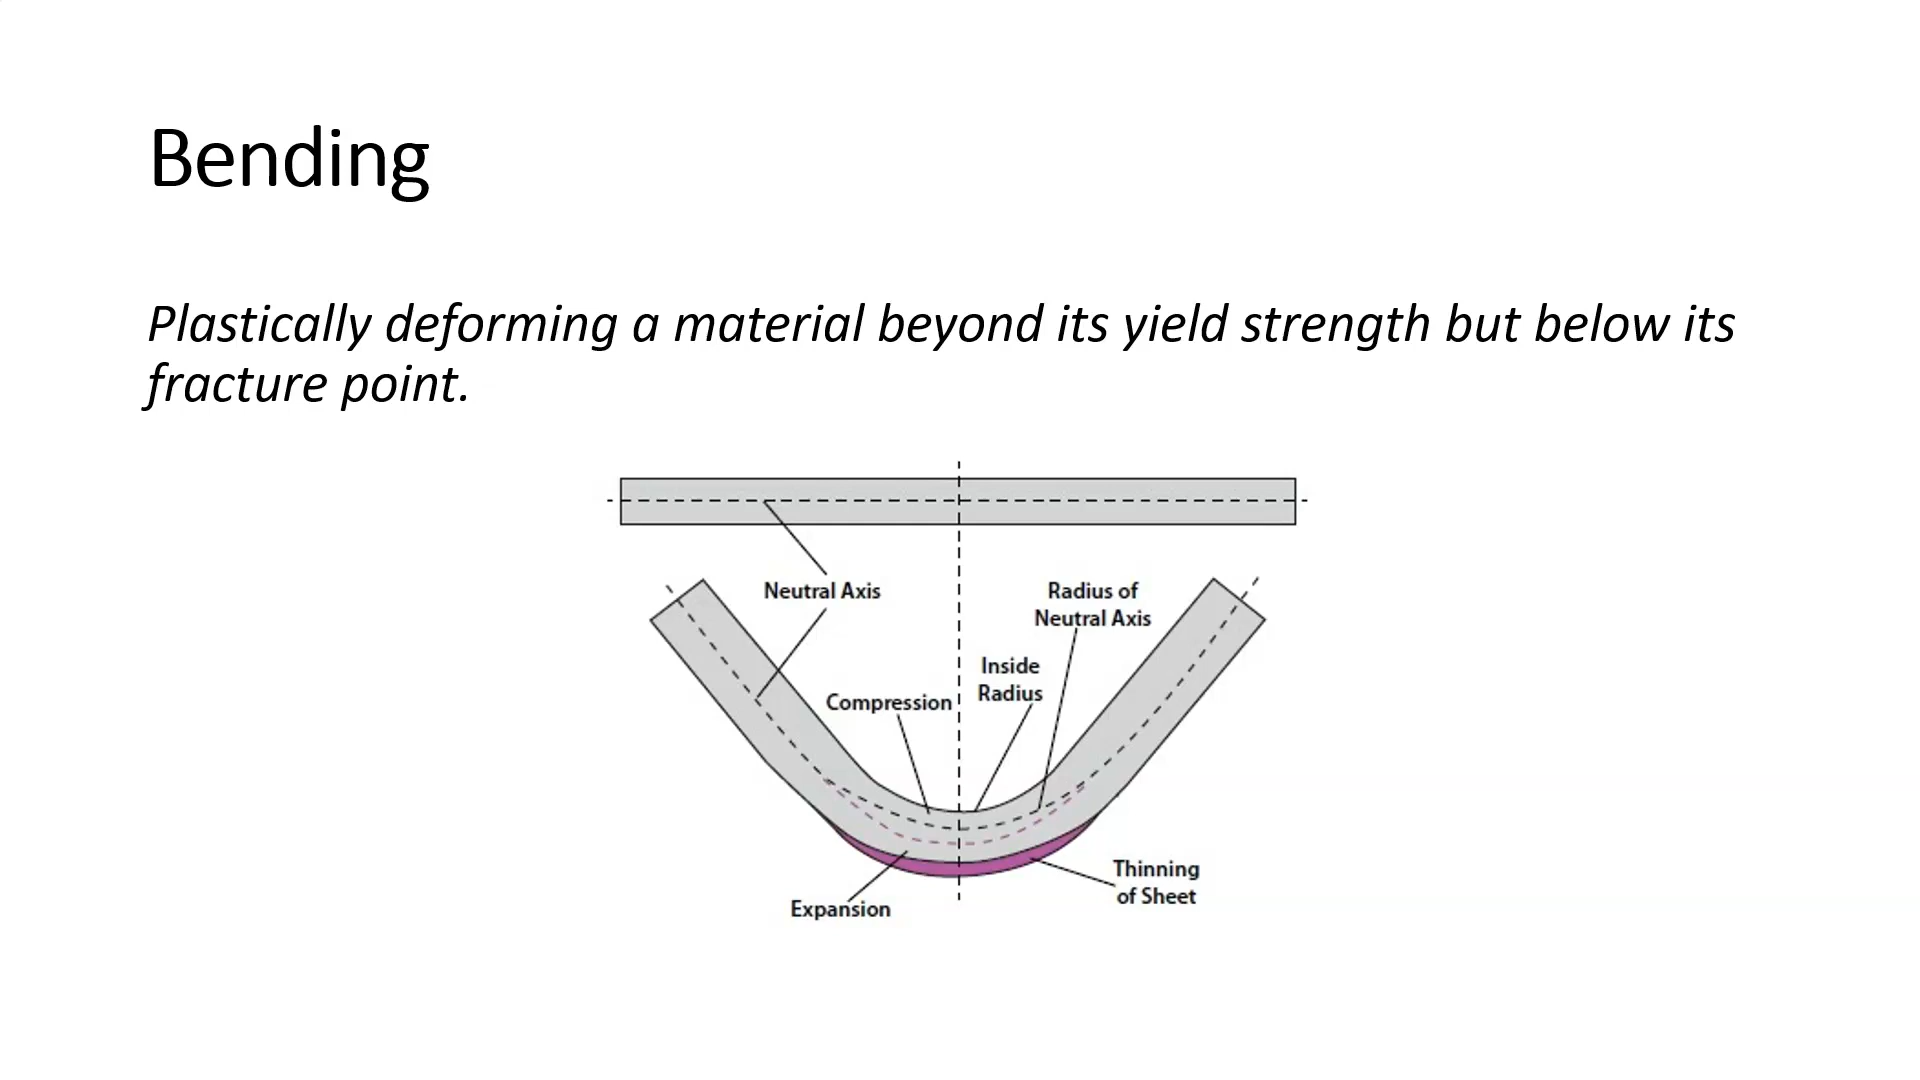 Bending
Plastically deforming a material beyond its yield strength but below its
fracture point.
Neutral Axis
Radius of
Neutral Axis
Inside
Radius
Compression
Thinning
of Sheet
Expansion